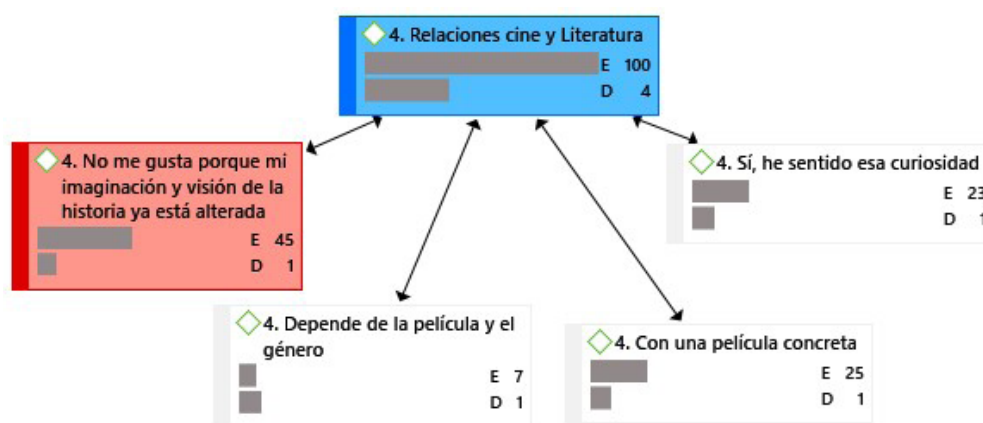 4. Relaciones cine y Literatura
E 100
D 4
4. No me gusta porque mi
imaginación y visión de la
historia ya está alterada
E 45
D 1
4. Sí, he sentido esa curiosidad
E 23
D 1
4. Depende de la película y el
género
E 7
D 1
4. Con una película concreta
E 25
D 1